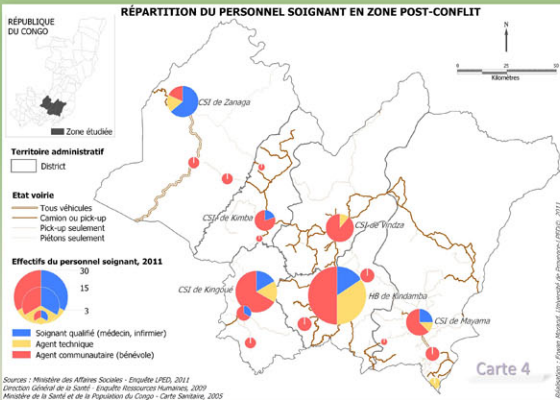 RÉPARTITION DU PERSONNEL SOIGNANT EN ZONE POST-CONFLIT
RÉPUBLIQUE
DU CONGO
Zone étudiée
N
0
25
50
Kilomètres
Territoire administratif
District
Etat voirie
Tous véhicules
Camion ou pick-up
Pick-up seulement
Piétons seulement
Effectifs du personnel soignant, 2011
30
15
3
Soignant qualifié (médecin, infirmier)
Agent technique
Agent communautaire (bénévole)
CSI de Zanaga
CSI de Kimba
CSI de Vindza
CSI de Kingoué
HB de Kindamba
CSI de Mayama
Carte 4
Sources : Ministère des Affaires Sociales - Enquête LPED, 2011
Direction Général de la Santé - Enquête Ressources Humaines, 2009
Ministère de la Santé et de la Population du Congo - Carte Sanitaire, 2005